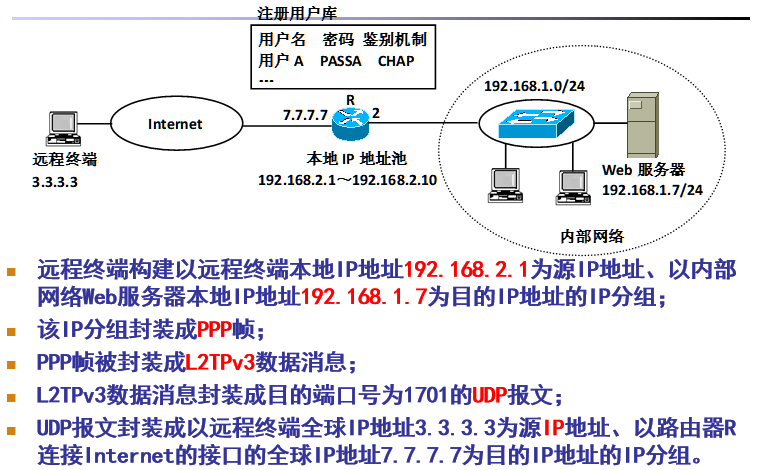 注册用户库
用户名 密码 鉴别机制
用户 A PASSA CHAP
---
192.168.1.0/24
R
7.7.7.7
2
Internet
远程终端
3.3.3.3
本地 IP 地址池
192.168.2.1～192.168.2.10
Web 服务器
192.168.1.7/24
内部网络
远程终端构建以远程终端本地IP地址192.168.2.1为源IP地址、以内部
网络Web服务器本地IP地址192.168.1.7为目的IP地址的IP分组；
该IP分组封装成PPP帧；
PPP帧被封装成L2TPv3数据消息；
L2TPv3数据消息封装成目的端口号为1701的UDP报文；
UDP报文封装成以远程终端全球IP地址3.3.3.3为源IP地址、以路由器R
连接Internet的接口的全球IP地址7.7.7.7为目的IP地址的IP分组。